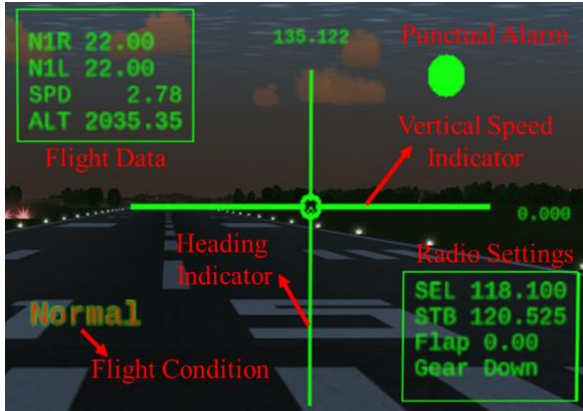 135.122
Punctual Alarm
N1R 22.00
N1L 22.00
SPD 2.78
ALT 2035.35
Flight Data
Vertical Speed
Indicator
0.000
Heading
Indicator
Radio Settings
SEL 118.100
STB 120.525
Flap 0.00
Gear Down
Normal
Flight Condition